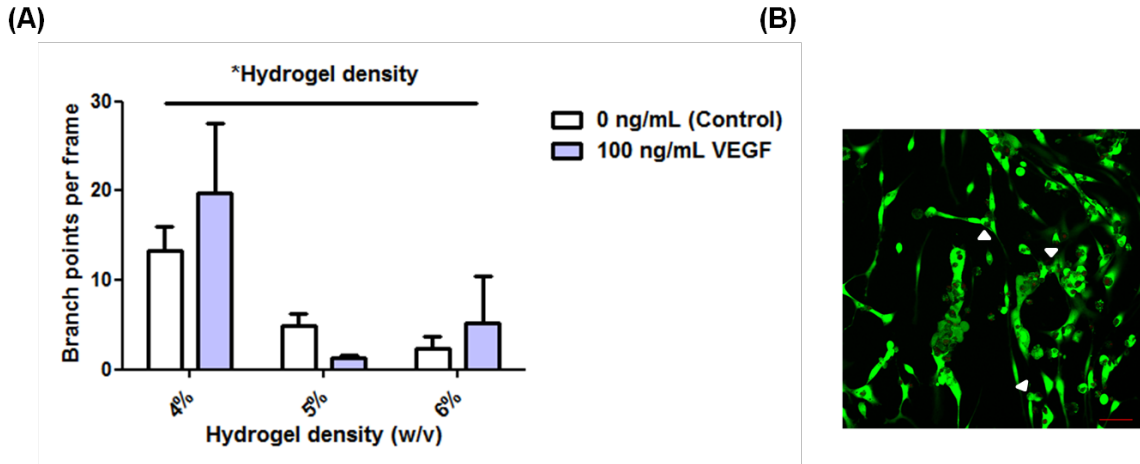 (A)
(B)
*Hydrogel density
30
20
10
0
Branch points per frame
0 ng/mL (Control)
100 ng/mL VEGF
4%
5%
6%
Hydrogel density (w/v)